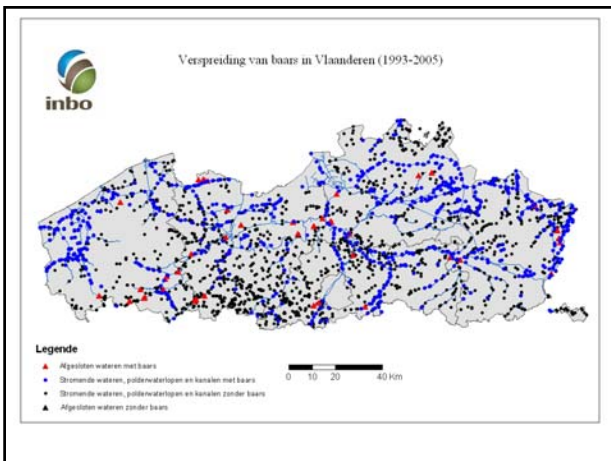 Verspreiding van baars in Vlaanderen (1993-2005)
inbo
Legende
Afgesloten wateren met baars
Stromende wateren, polderwaterlopen en kanalen met baars
Stromende wateren, polderwaterlopen en kanalen zonder baars
Afgesloten wateren zonder baars
0 10 20 40 Km